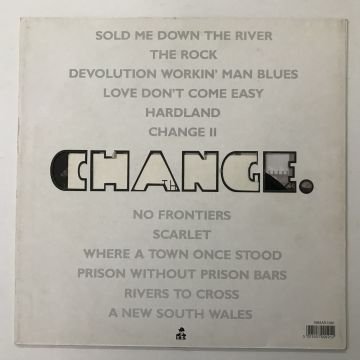 SOLD ME DOWN THE RIVER
THE ROCK
DEVOLUTION WORKIN' MAN BLUES
LOVE DON'T COME EASY
HARDLAND
CHANGE II
CHANGE.
NO FRONTIERS
SCARLET
WHERE A TOWN ONCE STOOD
PRISON WITHOUT PRISON BARS
RIVERS TO CROSS
A NEW SOUTH WALES